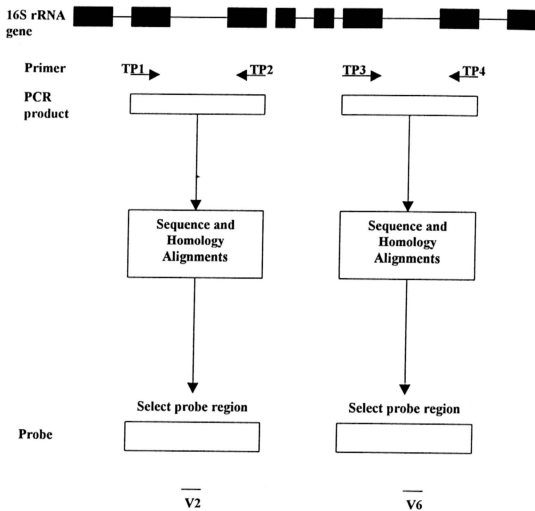 16S rRNA
gene
Primer
TP1
TP2
TP3
TP4
PCR
product
Sequence and
Homology
Alignments
Sequence and
Homology
Alignments
Select probe region
Select probe region
Probe
V2
V6